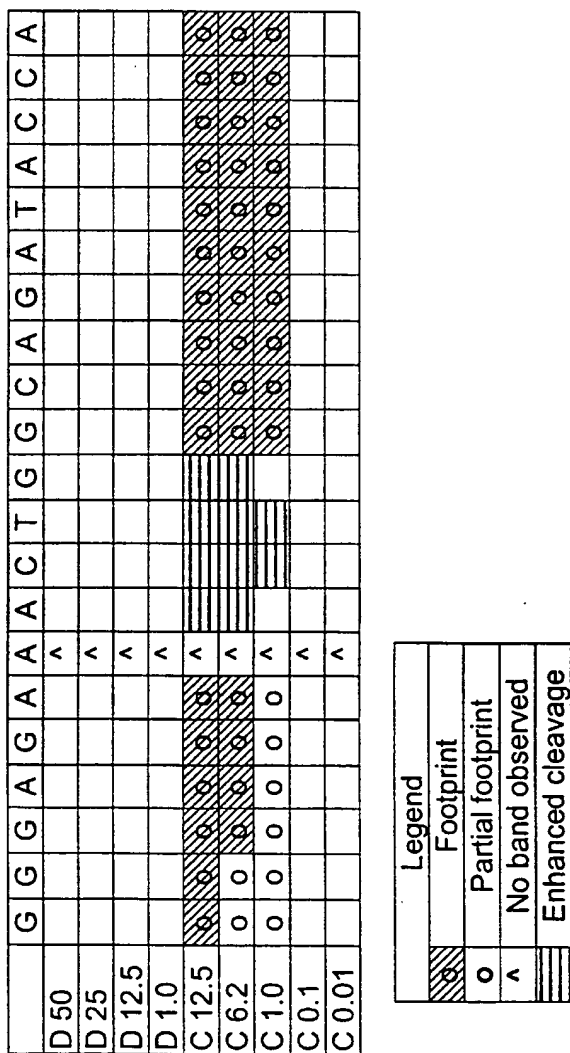 G G G A G A A A C T G G C A G A T A C C A
D 50 ^
D 25 ^
D 12.5 ^
D 1.0 ^
C 12.5 o o o o o o ^ o o o o o o o o o o
C 6.2 o o o o o o ^ o o o o o o o o o o
C 1.0 o o o o o o ^ o o o o o o o o o o
C 0.1 ^
C 0.01 ^
Legend
o Footprint
o Partial footprint
^ No band observed
Enhanced cleavage